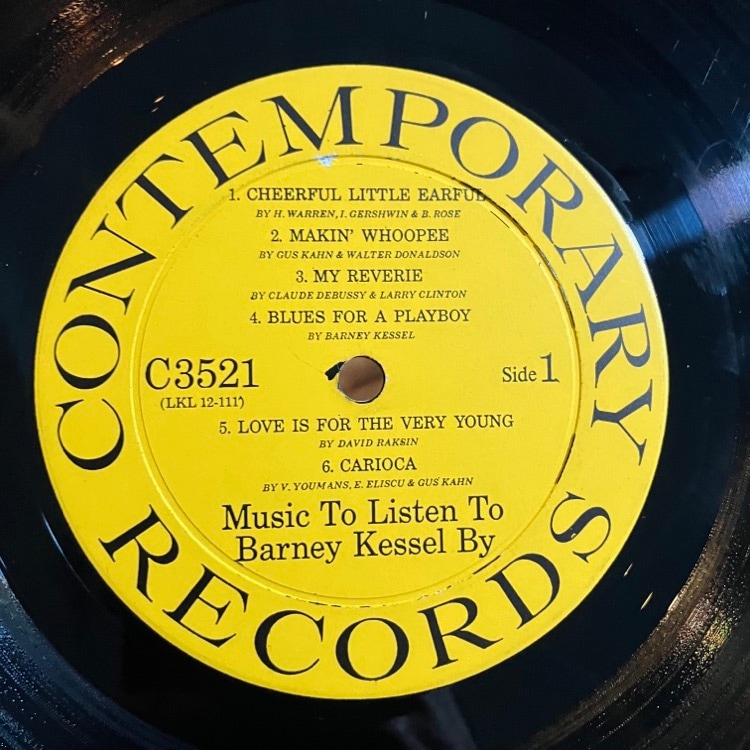 CONTEMPORARY
1. CHEERFUL LITTLE EARFUL
BY H. WARREN, I. GERSHWIN & B. ROSE
2. MAKIN' WHOOPEE
BY GUS KAHN & WALTER DONALDSON
3. MY REVERIE
BY CLAUDE DEBUSSY & LARRY CLINTON
4. BLUES FOR A PLAYBOY
BY BARNEY KESSEL
C3521
(LKL 12-111)
Side 1
5. LOVE IS FOR THE VERY YOUNG
BY DAVID RAKSIN
6. CARIOCA
BY V. YOUMANS, E. ELISCU & GUS KAHN
Music To Listen To
Barney Kessel By
RECORDS